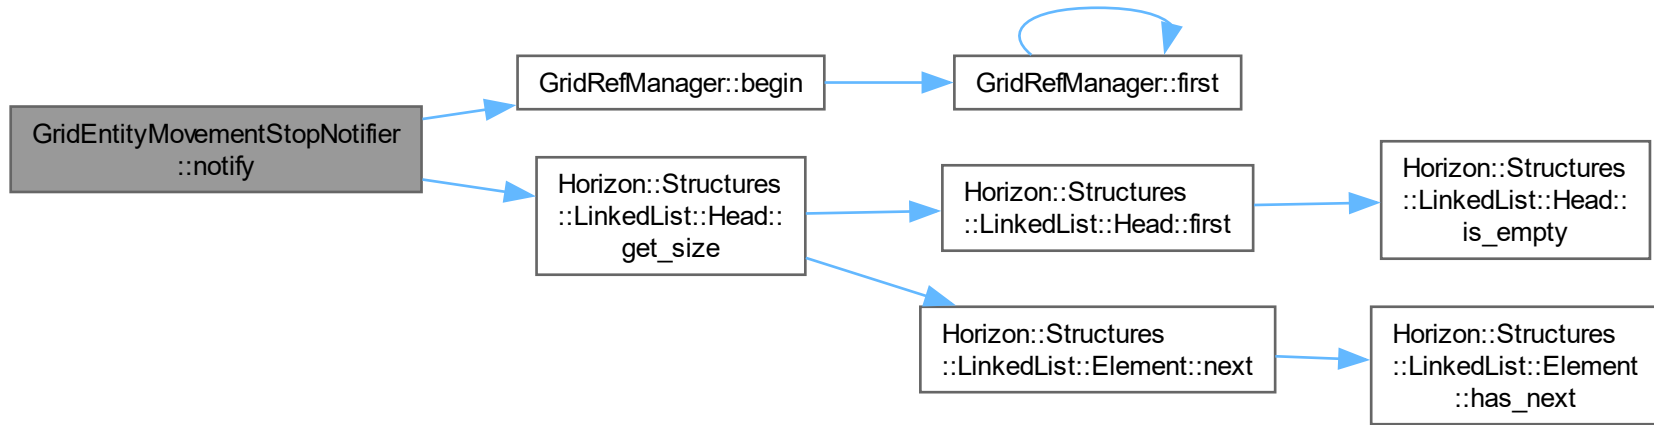 GridEntityMovementStopNotifier
::notify
GridRefManager::begin
GridRefManager::first
Horizon::Structures
::LinkedList::Head::
get_size
Horizon::Structures
::LinkedList::Head::first
Horizon::Structures
::LinkedList::Head::
is_empty
Horizon::Structures
::LinkedList::Element::next
Horizon::Structures
::LinkedList::Element
::has_next